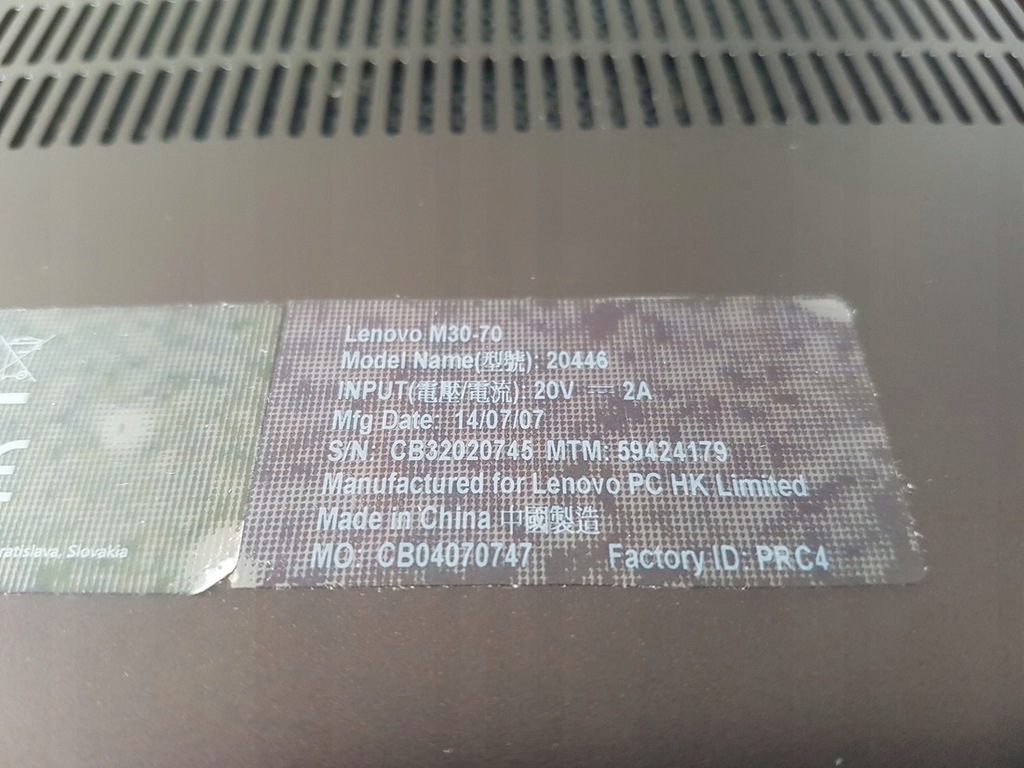 Lenovo M30-70
Model Name(型號): 20446
INPUT(電壓/電流): 20V ⎓ 2A
Mfg Date: 14/07/07
S/N CB32020745 MTM: 59424179
Manufactured for Lenovo PC HK Limited
Made in China 中國製造
MO: CB04070747 Factory ID: PRC4
Slovakia